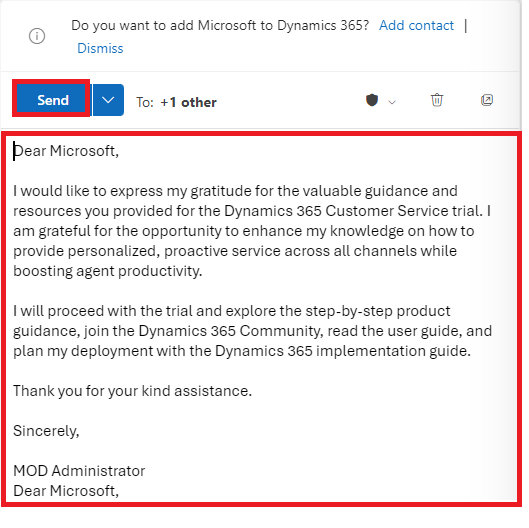 Do you want to add Microsoft to Dynamics 365? Add contact |
Dismiss
Send To: +1 other
Dear Microsoft,
I would like to express my gratitude for the valuable guidance and
resources you provided for the Dynamics 365 Customer Service trial. I
am grateful for the opportunity to enhance my knowledge on how to
provide personalized, proactive service across all channels while
boosting agent productivity.
I will proceed with the trial and explore the step-by-step product
guidance, join the Dynamics 365 Community, read the user guide, and
plan my deployment with the Dynamics 365 implementation guide.
Thank you for your kind assistance.
Sincerely,
MOD Administrator
Dear Microsoft,